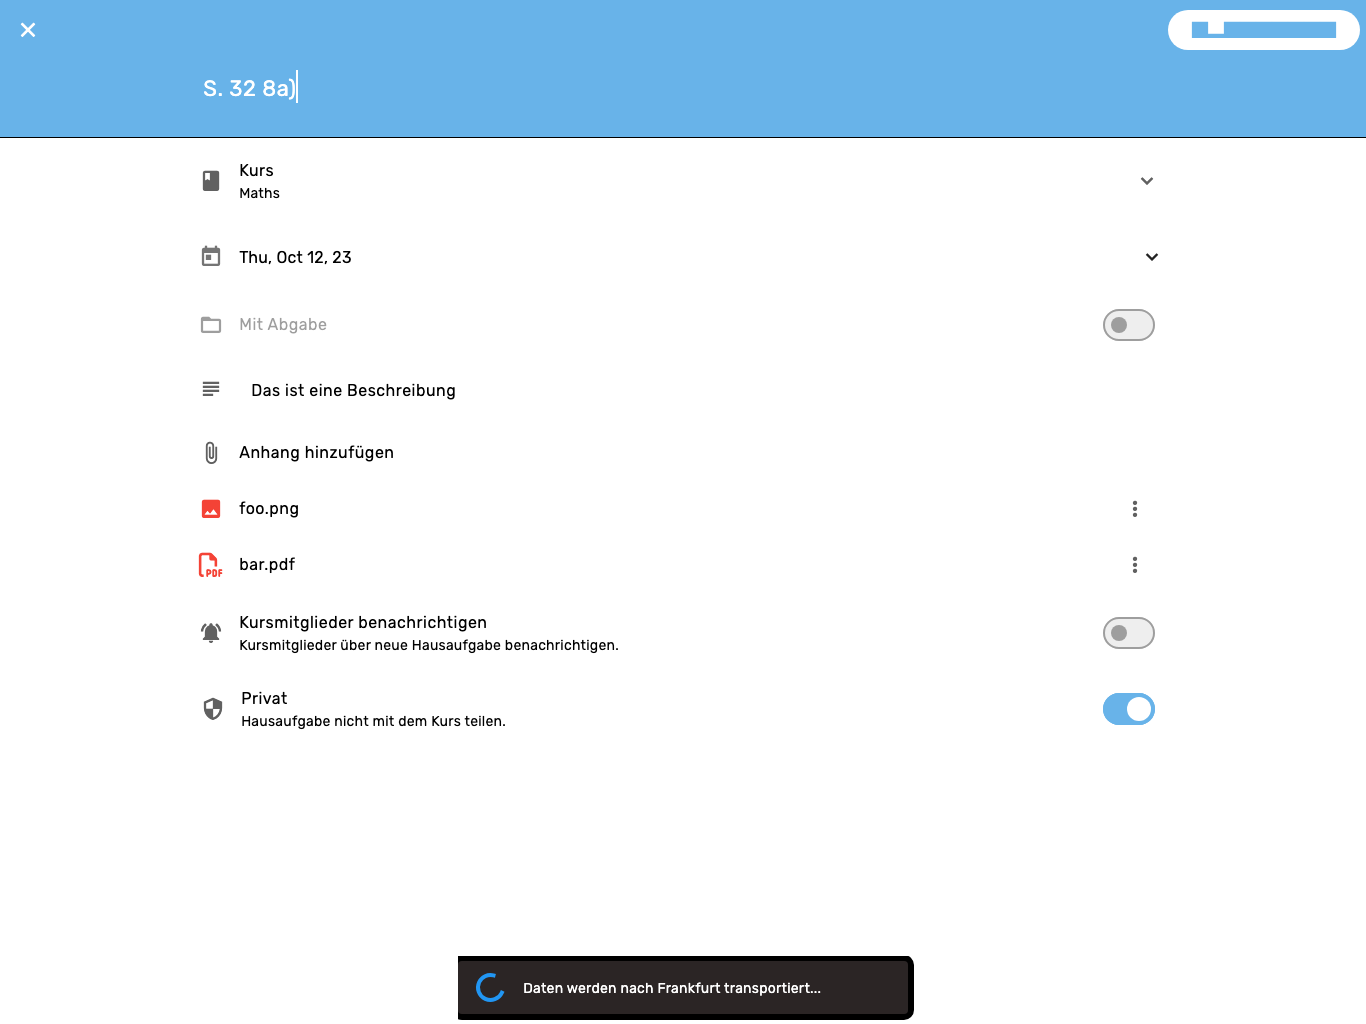 S. 32 8a)
Kurs
Maths
Thu, Oct 12, 23
Mit Abgabe
Das ist eine Beschreibung
Anhang hinzufügen
foo.png
PDF
bar.pdf
Kursmitglieder benachrichtigen
Kursmitglieder über neue Hausaufgabe benachrichtigen.
Privat
Hausaufgabe nicht mit dem Kurs teilen.
Daten werden nach Frankfurt transportiert...